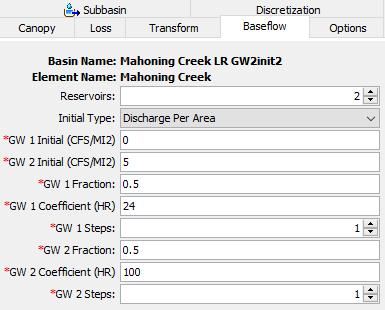 Subbasin Discretization
Canopy Loss Transform Baseflow Options
Basin Name: Mahoning Creek LR GW2init2
Element Name: Mahoning Creek
Reservoirs: 2
Initial Type: Discharge Per Area
*GW 1 Initial (CFS/MI2) 0
*GW 2 Initial (CFS/MI2) 5
*GW 1 Fraction: 0.5
*GW 1 Coefficient (HR) 24
*GW 1 Steps: 1
*GW 2 Fraction: 0.5
*GW 2 Coefficient (HR) 100
*GW 2 Steps: 1